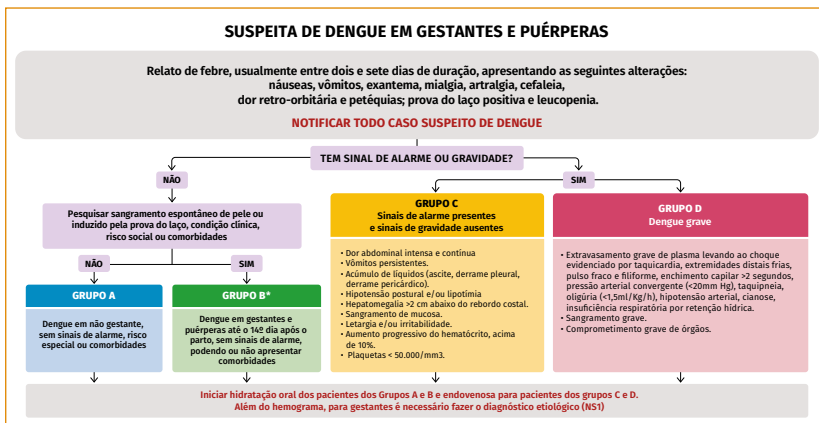 SUSPEITA DE DENGUE EM GESTANTES E PUÉRPERAS
Relato de febre, usualmente entre dois e sete dias de duração, apresentando as seguintes alterações:
náuseas, vômitos, exantema, mialgia, artralgia, cefaleia,
dor retro-orbitária e petéquias; prova do laço positiva e leucopenia.
NOTIFICAR TODO CASO SUSPEITO DE DENGUE
TEM SINAL DE ALARME OU GRAVIDADE?
NÃO
SIM
Pesquisar sangramento espontâneo de pele ou
induzido pela prova do laço, condição clínica,
risco social ou comorbidades
NÃO
SIM
GRUPO A
Dengue em não gestante,
sem sinais de alarme, risco
especial ou comorbidades
GRUPO B*
Dengue em gestantes e
puérperas até o 14º dia após o
parto, sem sinais de alarme,
podendo ou não apresentar
comorbidades
GRUPO C
Sinais de alarme presentes
e sinais de gravidade ausentes
• Dor abdominal intensa e contínua
• Vômitos persistentes.
• Acúmulo de líquidos (ascite, derrame pleural,
derrame pericárdico).
• Hipotensão postural e/ou lipotímia
• Hepatomegalia >2 cm abaixo do rebordo costal.
• Sangramento de mucosa.
• Letargia e/ou irritabilidade.
• Aumento progressivo do hematócrito, acima
de 10%.
• Plaquetas < 50.000/mm3.
GRUPO D
Dengue grave
• Extravasamento grave de plasma levando ao choque
evidenciado por taquicardia, extremidades distais frias,
pulso fraco e filiforme, enchimento capilar >2 segundos,
pressão arterial convergente (<20mm Hg), taquipneia,
oligúria (<1,5ml/Kg/h), hipotensão arterial, cianose,
insuficiência respiratória por retenção hídrica.
• Sangramento grave.
• Comprometimento grave de órgãos.
Iniciar hidratação oral dos pacientes dos Grupos A e B e endovenosa para pacientes dos grupos C e D.
Além do hemograma, para gestantes é necessário fazer o diagnóstico etiológico (NS1)